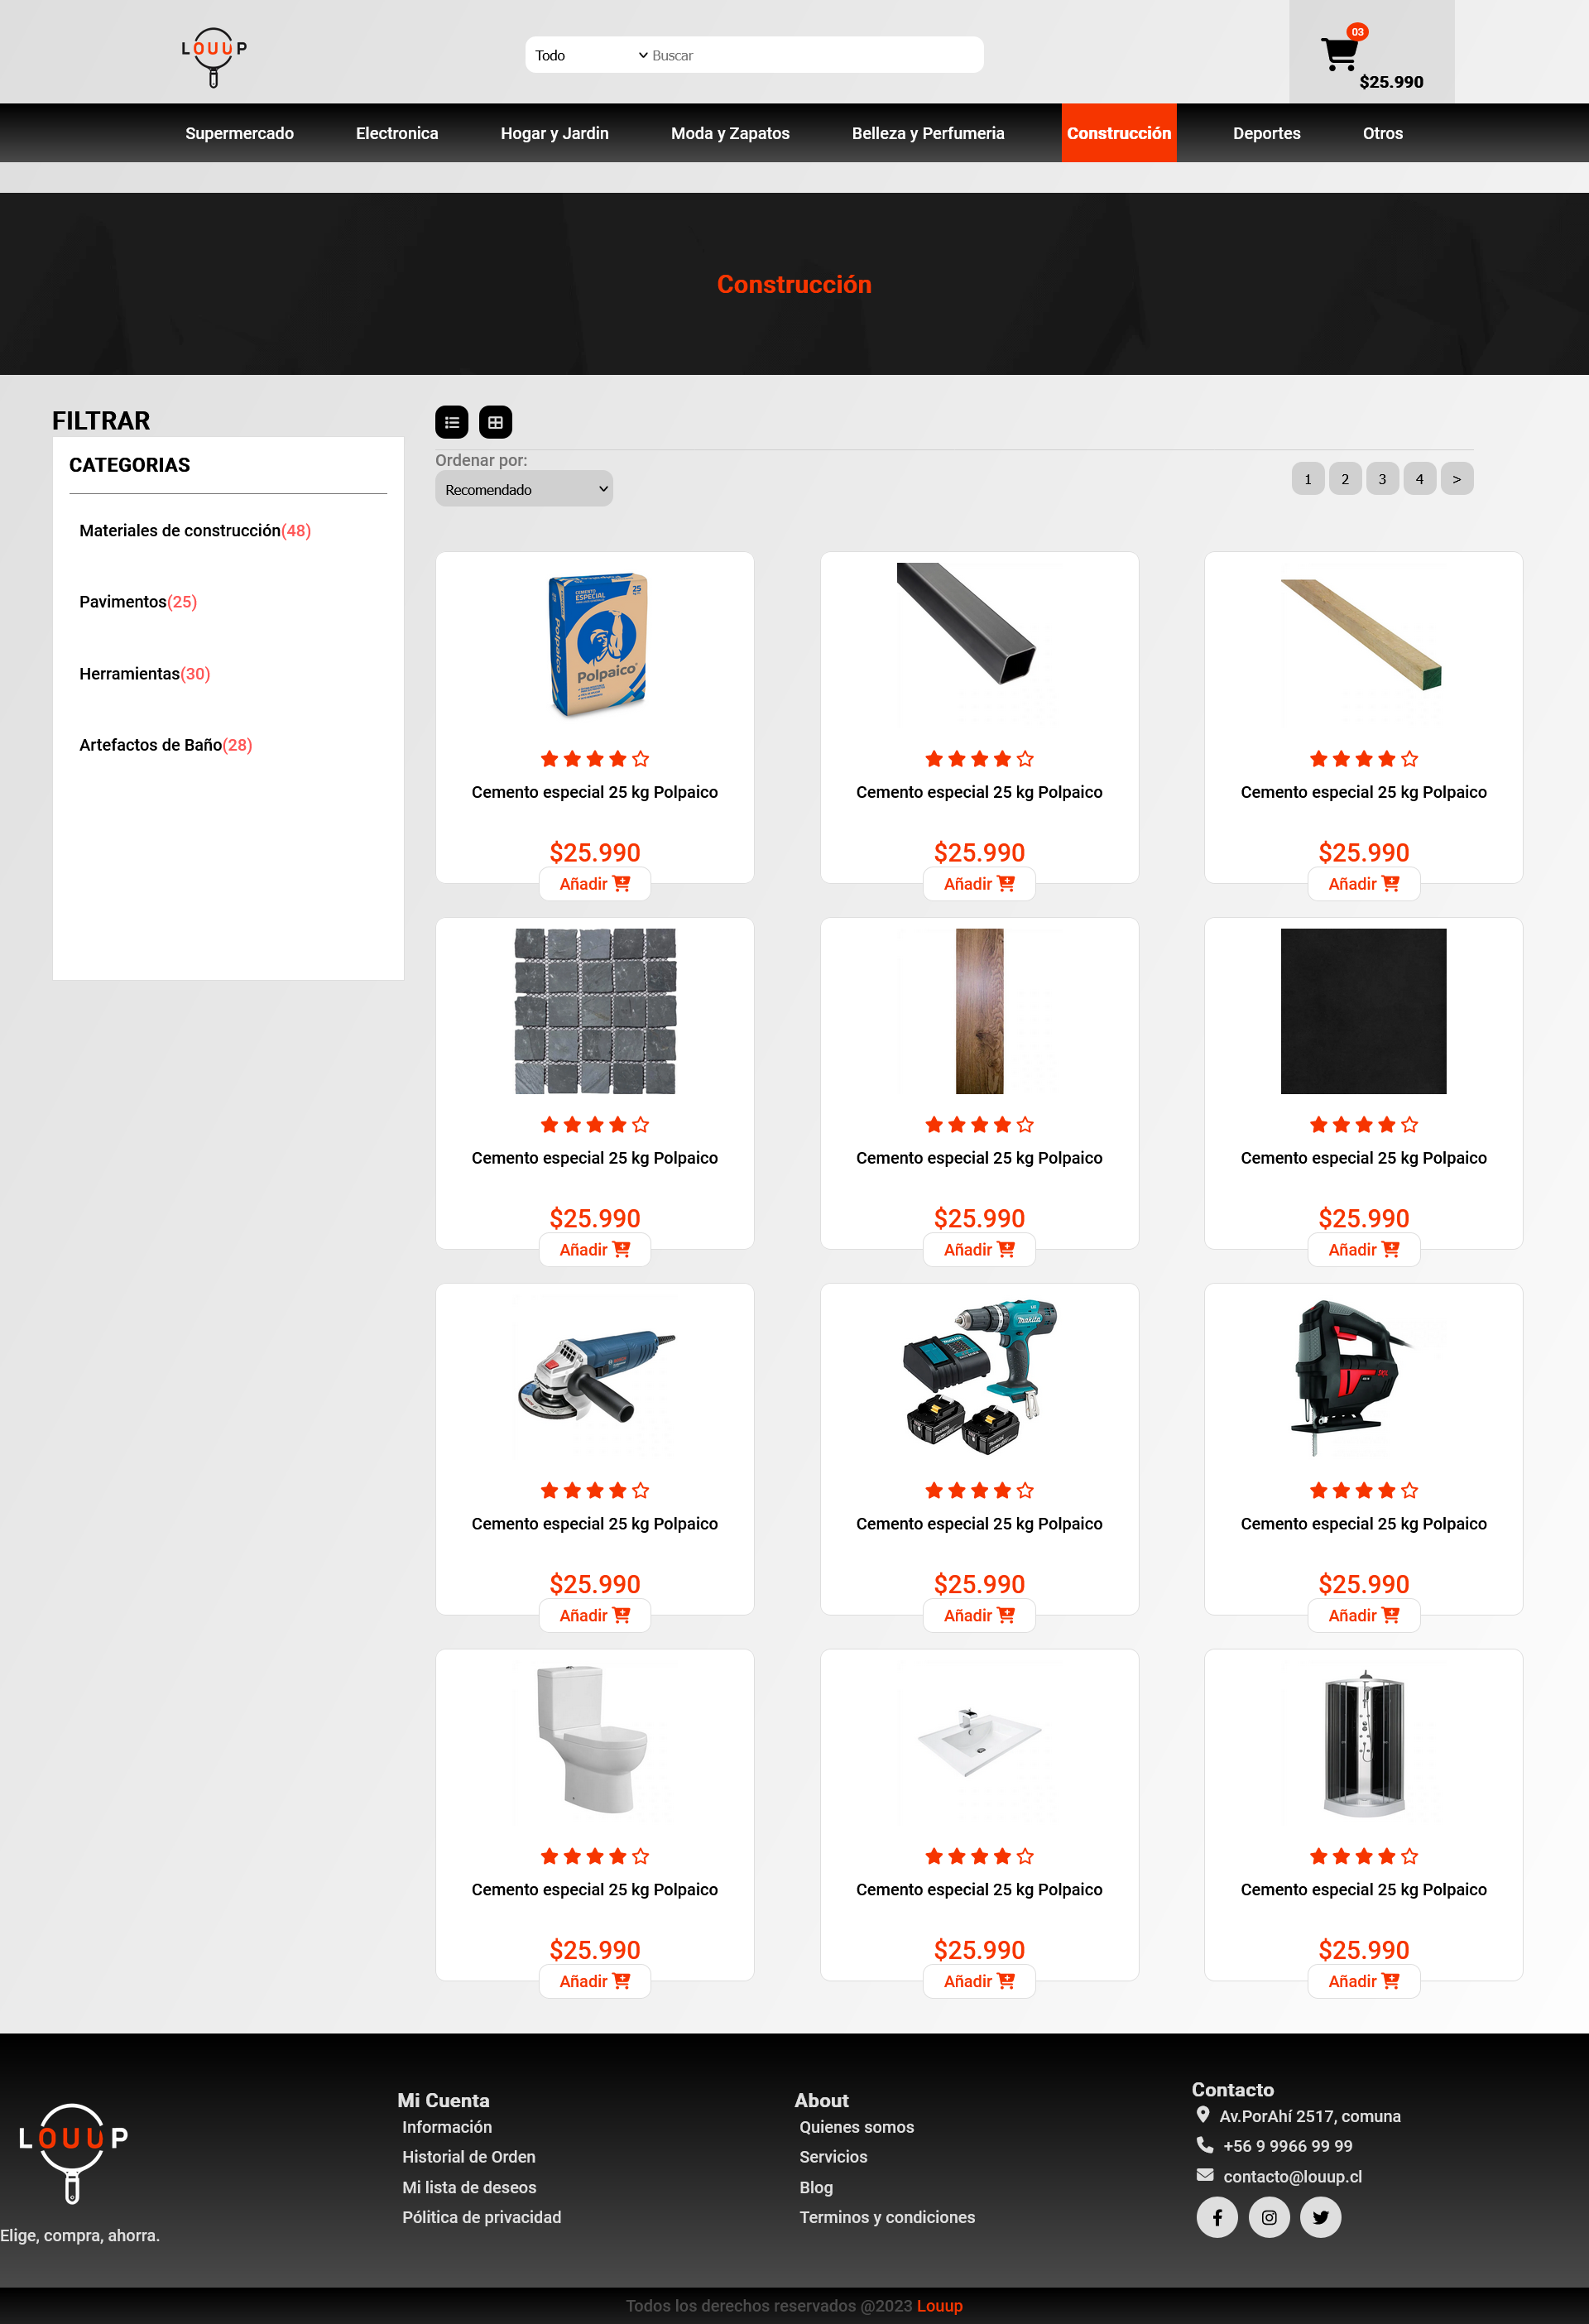 LOUUP
Todo
Buscar
03
$25.990
Supermercado
Electronica
Hogar y Jardin
Moda y Zapatos
Belleza y Perfumeria
Construcción
Deportes
Otros
Construcción
FILTRAR
CATEGORIAS
Materiales de construcción(48)
Pavimentos(25)
Herramientas(30)
Artefactos de Baño(28)
Ordenar por:
Recomendado
1
2
3
4
>
CEMENTO
ESPECIAL
25
Polpaico
Polpaico
Cemento especial 25 kg Polpaico
$25.990
Añadir
Cemento especial 25 kg Polpaico
$25.990
Añadir
Cemento especial 25 kg Polpaico
$25.990
Añadir
Cemento especial 25 kg Polpaico
$25.990
Añadir
Cemento especial 25 kg Polpaico
$25.990
Añadir
Cemento especial 25 kg Polpaico
$25.990
Añadir
Cemento especial 25 kg Polpaico
$25.990
Añadir
makita
Cemento especial 25 kg Polpaico
$25.990
Añadir
Cemento especial 25 kg Polpaico
$25.990
Añadir
Cemento especial 25 kg Polpaico
$25.990
Añadir
Cemento especial 25 kg Polpaico
$25.990
Añadir
Cemento especial 25 kg Polpaico
$25.990
Añadir
LOUUP
Elige, compra, ahorra.
Mi Cuenta
Información
Historial de Orden
Mi lista de deseos
Pólitica de privacidad
About
Quienes somos
Servicios
Blog
Terminos y condiciones
Contacto
Av.PorAhí 2517, comuna
+56 9 9966 99 99
contacto@louup.cl
Todos los derechos reservados @2023 Louup